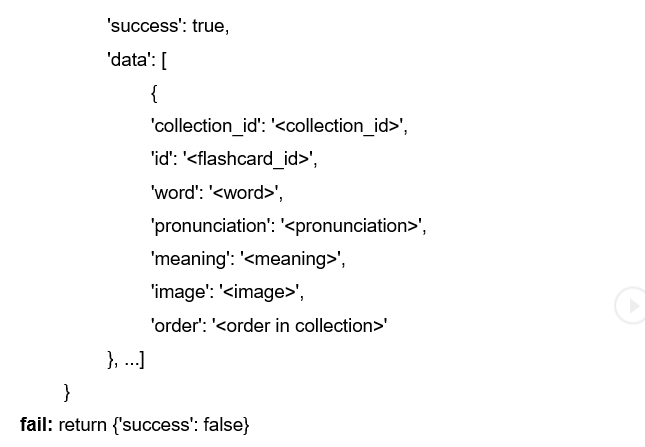 'success': true,
'data': [
{
'collection_id': '<collection_id>',
'id': '<flashcard_id>',
'word': '<word>',
'pronunciation': '<pronunciation>',
'meaning': '<meaning>',
'image': '<image>',
'order': '<order in collection>'
}, ...]
}
fail: return {'success': false}